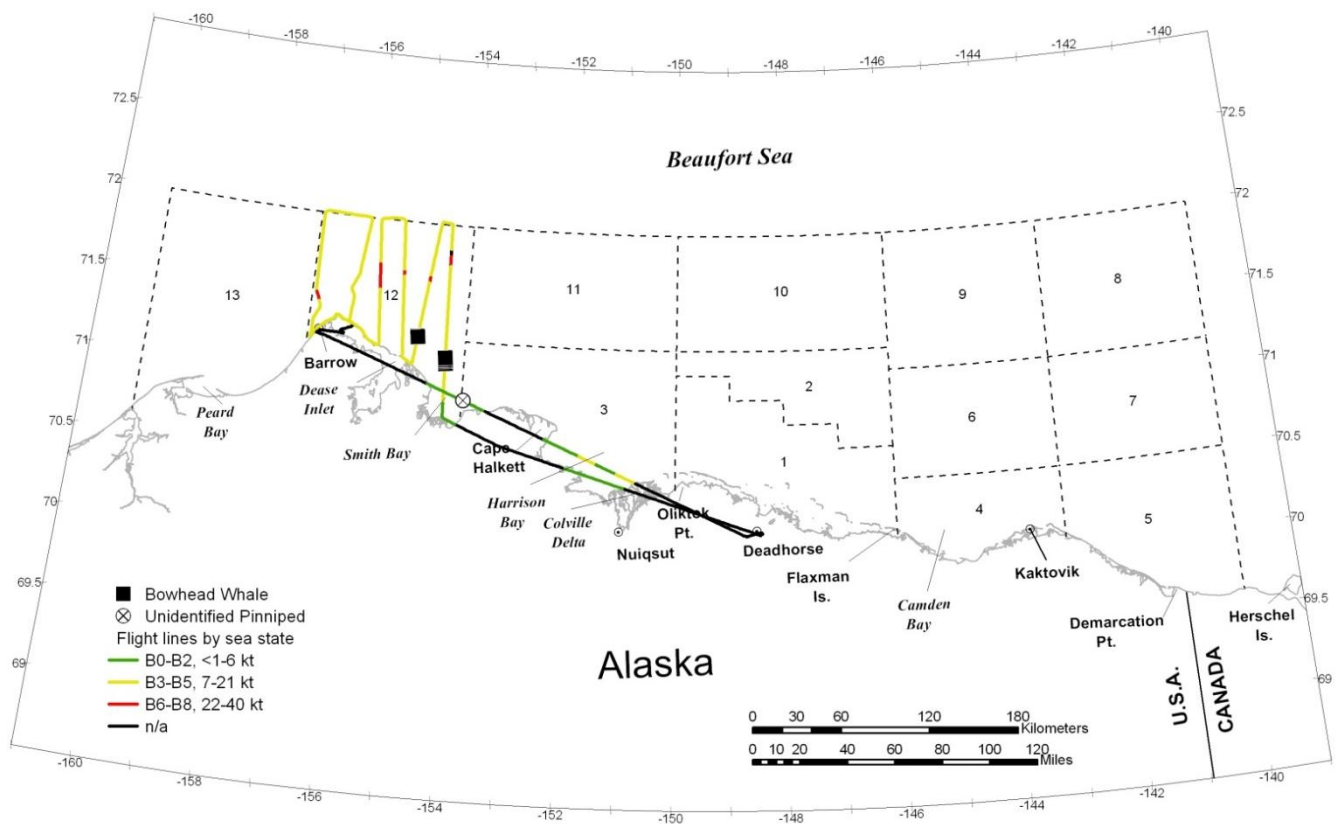 -160
-158
-156
-154
-152
-150
-148
-146
-144
-142
-140
72.5
72.5
72
72
71.5
71.5
71
71
70.5
70.5
70
70
69.5
69.5
69
69
Beaufort Sea
13
12
11
10
9
8
3
2
6
7
1
4
5
Barrow
Peard
Bay
Dease
Inlet
Smith Bay
Cape
Halkett
Harrison
Bay
Colville
Delta
Oliktok
Pt.
Nuiqsut
Deadhorse
Flaxman
Is.
Camden
Bay
Kaktovik
Demarcation
Pt.
Herschel
Is.
Bowhead Whale
Unidentified Pinniped
Flight lines by sea state
B0-B2, <1-6 kt
B3-B5, 7-21 kt
B6-B8, 22-40 kt
n/a
Alaska
U.S.A.
CANADA
0 30 60 120 180
Kilometers
0 10 20 40 60 80 100 120
Miles
-160
-158
-156
-154
-152
-150
-148
-146
-144
-142
-140